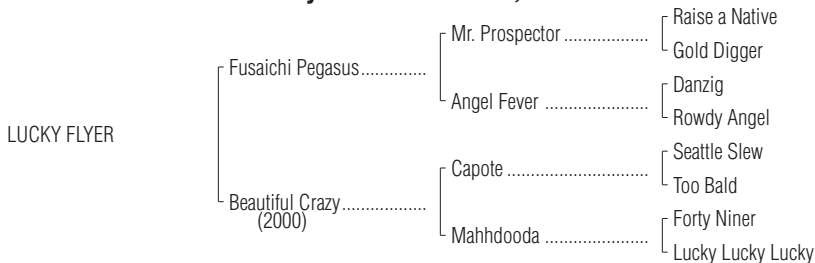 Raise a Native
Mr. Prospector ..................
Gold Digger
Fusaichi Pegasus..............
Danzig
Angel Fever ......................
Rowdy Angel
LUCKY FLYER
Seattle Slew
Capote ..............................
Too Bald
Beautiful Crazy..................
(2000)
Forty Niner
Mahhdooda ......................
Lucky Lucky Lucky